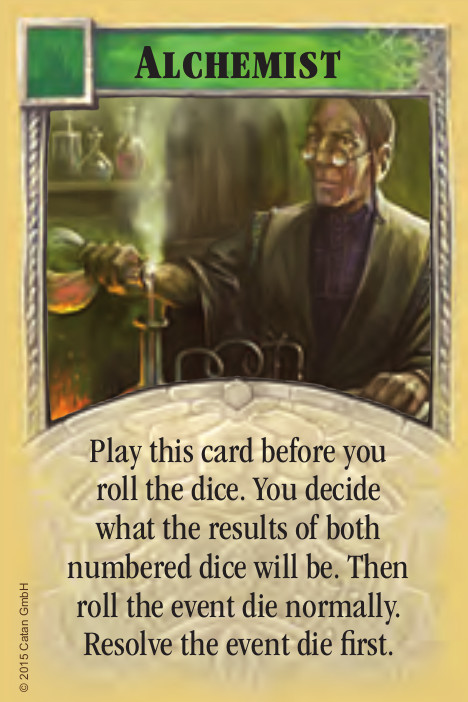 ALCHEMIST
Play this card before you
roll the dice. You decide
what the results of both
numbered dice will be. Then
roll the event die normally.
Resolve the event die first.
© 2015 Catan GmbH